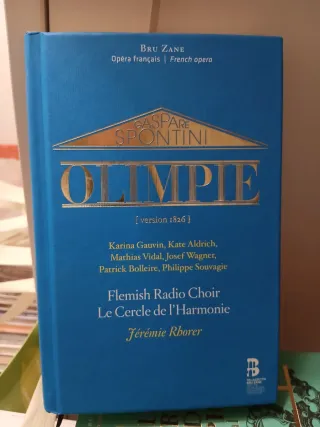 BRU ZANE
Opéra français | French opera
GASPARE
SPONTINI
OLIMPIE
[ version 1826 ]
Karina Gauvin, Kate Aldrich,
Mathias Vidal, Josef Wagner,
Patrick Bolleire, Philippe Souvagie
Flemish Radio Choir
Le Cercle de l'Harmonie
Jérémie Rhorer